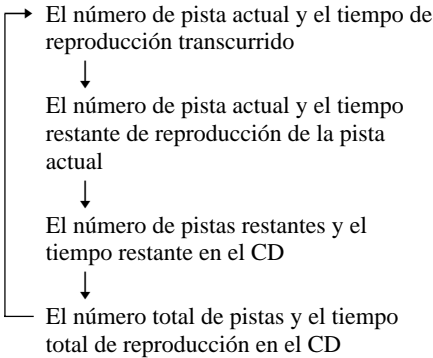 El número de pista actual y el tiempo de
reproducción transcurrido
El número de pista actual y el tiempo
restante de reproducción de la pista
actual
El número de pistas restantes y el
tiempo restante en el CD
El número total de pistas y el tiempo
total de reproducción en el CD